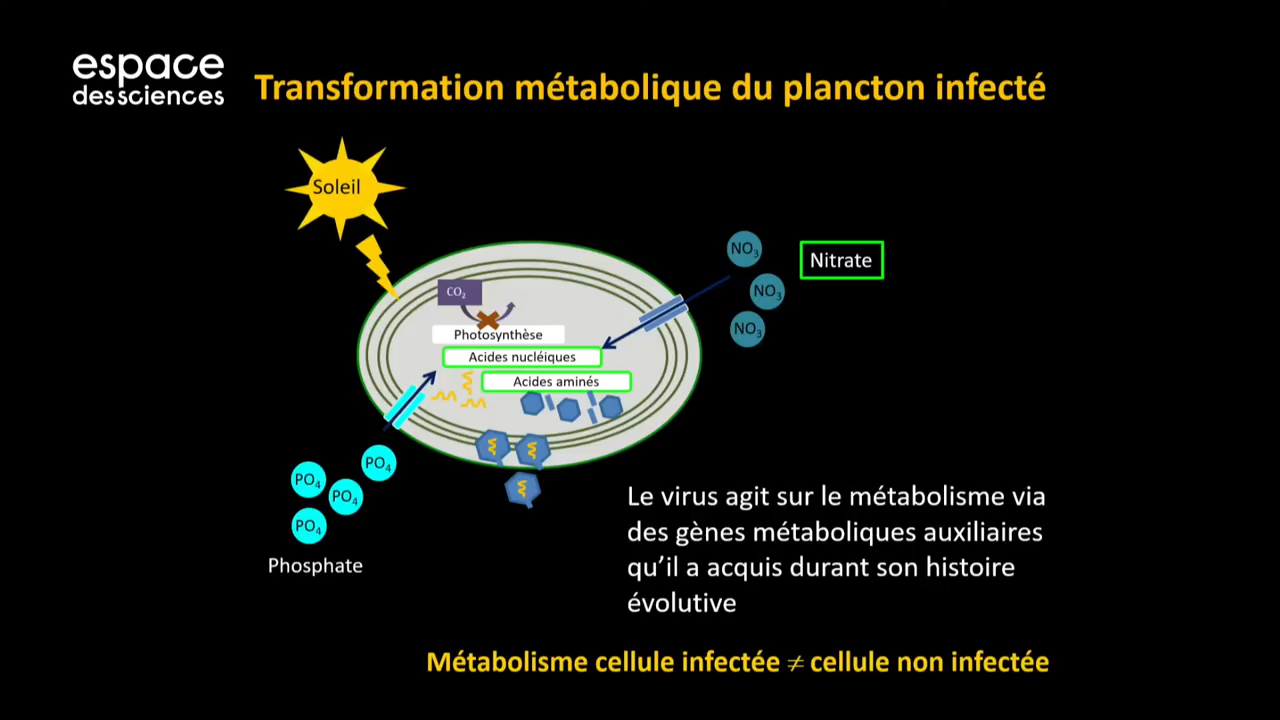 espace
des sciences
Transformation métabolique du plancton infecté
Soleil
NO3
Nitrate
NO3
NO3
CO2
Photosynthèse
Acides nucléiques
Acides aminés
PO4
PO4
PO4
PO4
Phosphate
Le virus agit sur le métabolisme via
des gènes métaboliques auxiliaires
qu’il a acquis durant son histoire
évolutive
Métabolisme cellule infectée ≠ cellule non infectée